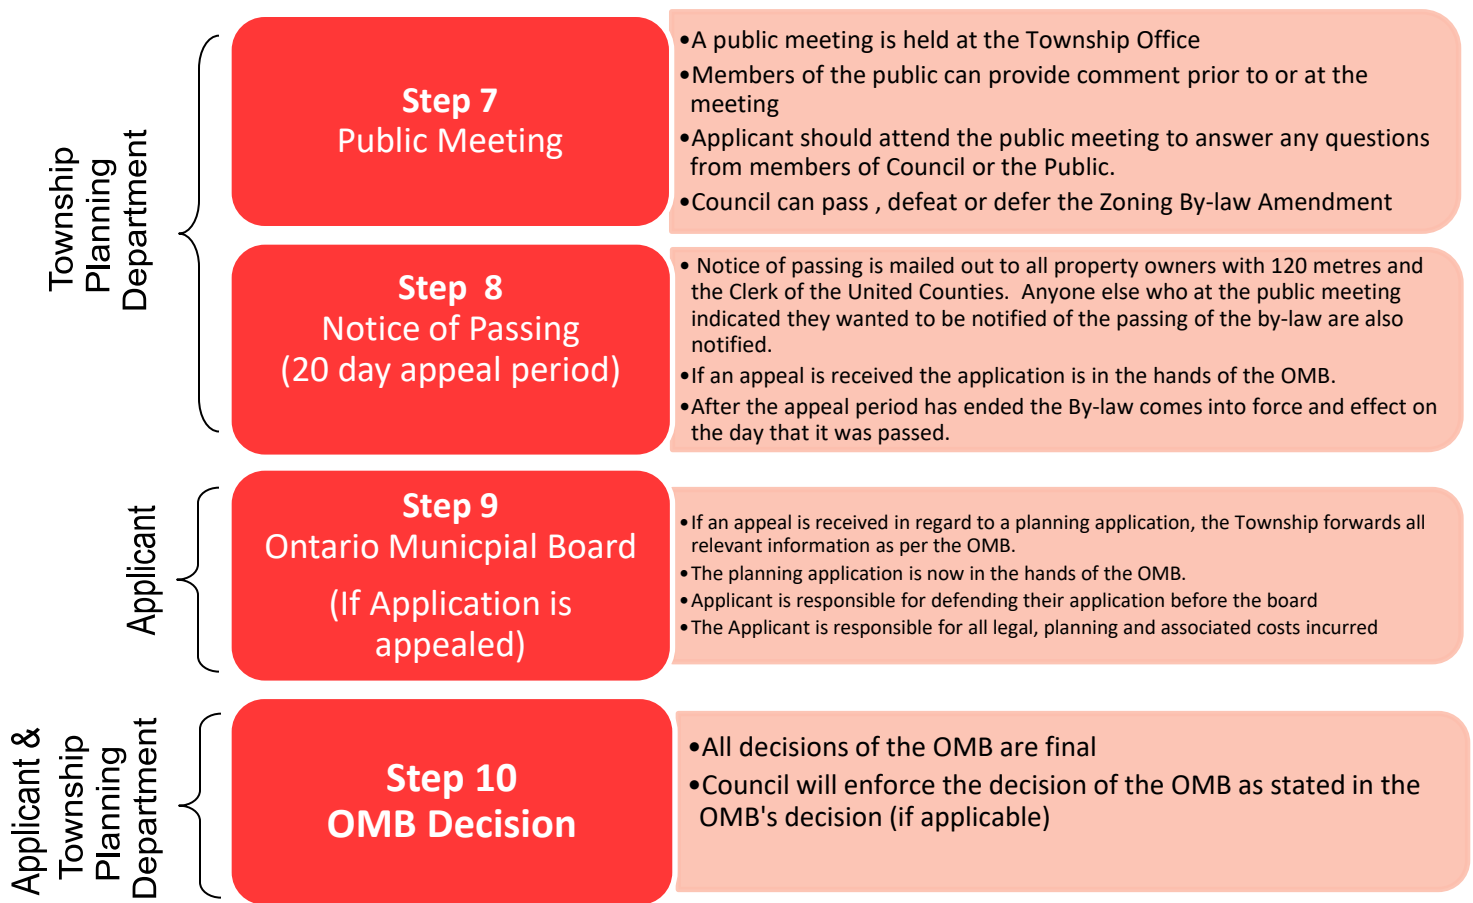 Township
Planning
Department
Step 7
Public Meeting
•A public meeting is held at the Township Office
•Members of the public can provide comment prior to or at the
meeting
•Applicant should attend the public meeting to answer any questions
from members of Council or the Public.
•Council can pass , defeat or defer the Zoning By-law Amendment
Step 8
Notice of Passing
(20 day appeal period)
• Notice of passing is mailed out to all property owners with 120 metres and
the Clerk of the United Counties. Anyone else who at the public meeting
indicated they wanted to be notified of the passing of the by-law are also
notified.
•If an appeal is received the application is in the hands of the OMB.
•After the appeal period has ended the By-law comes into force and effect on
the day that it was passed.
Applicant
Step 9
Ontario Municpial Board
(If Application is
appealed)
•If an appeal is received in regard to a planning application, the Township forwards all
relevant information as per the OMB.
•The planning application is now in the hands of the OMB.
•Applicant is responsible for defending their application before the board
•The Applicant is responsible for all legal, planning and associated costs incurred
Applicant &
Township
Planning
Department
Step 10
OMB Decision
•All decisions of the OMB are final
•Council will enforce the decision of the OMB as stated in the
OMB's decision (if applicable)